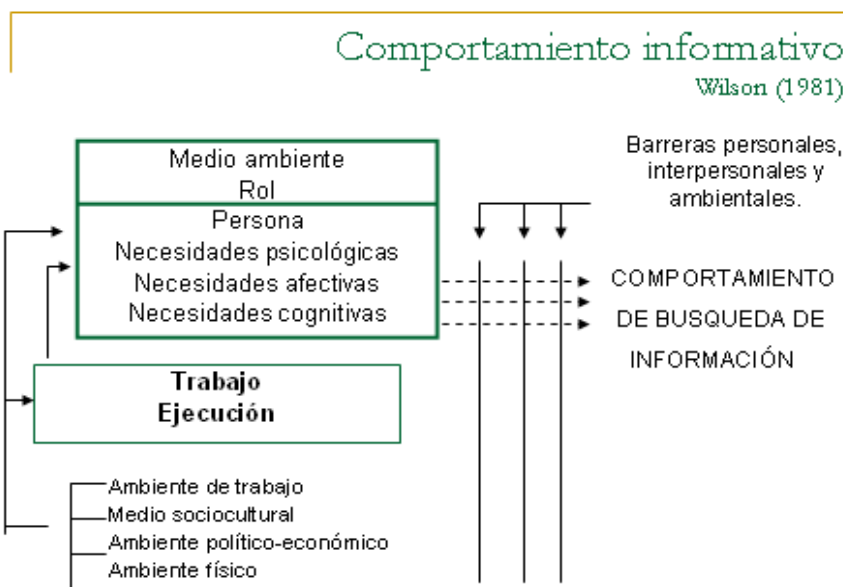 Comportamiento informativo
Wilson (1981)
Medio ambiente
Rol
Persona
Necesidades psicológicas
Necesidades afectivas
Necesidades cognitivas
Trabajo
Ejecución
Ambiente de trabajo
Medio sociocultural
Ambiente político-económico
Ambiente físico
Barreras personales,
interpersonales y
ambientales.
COMPORTAMIENTO
DE BUSQUEDA DE
INFORMACIÓN